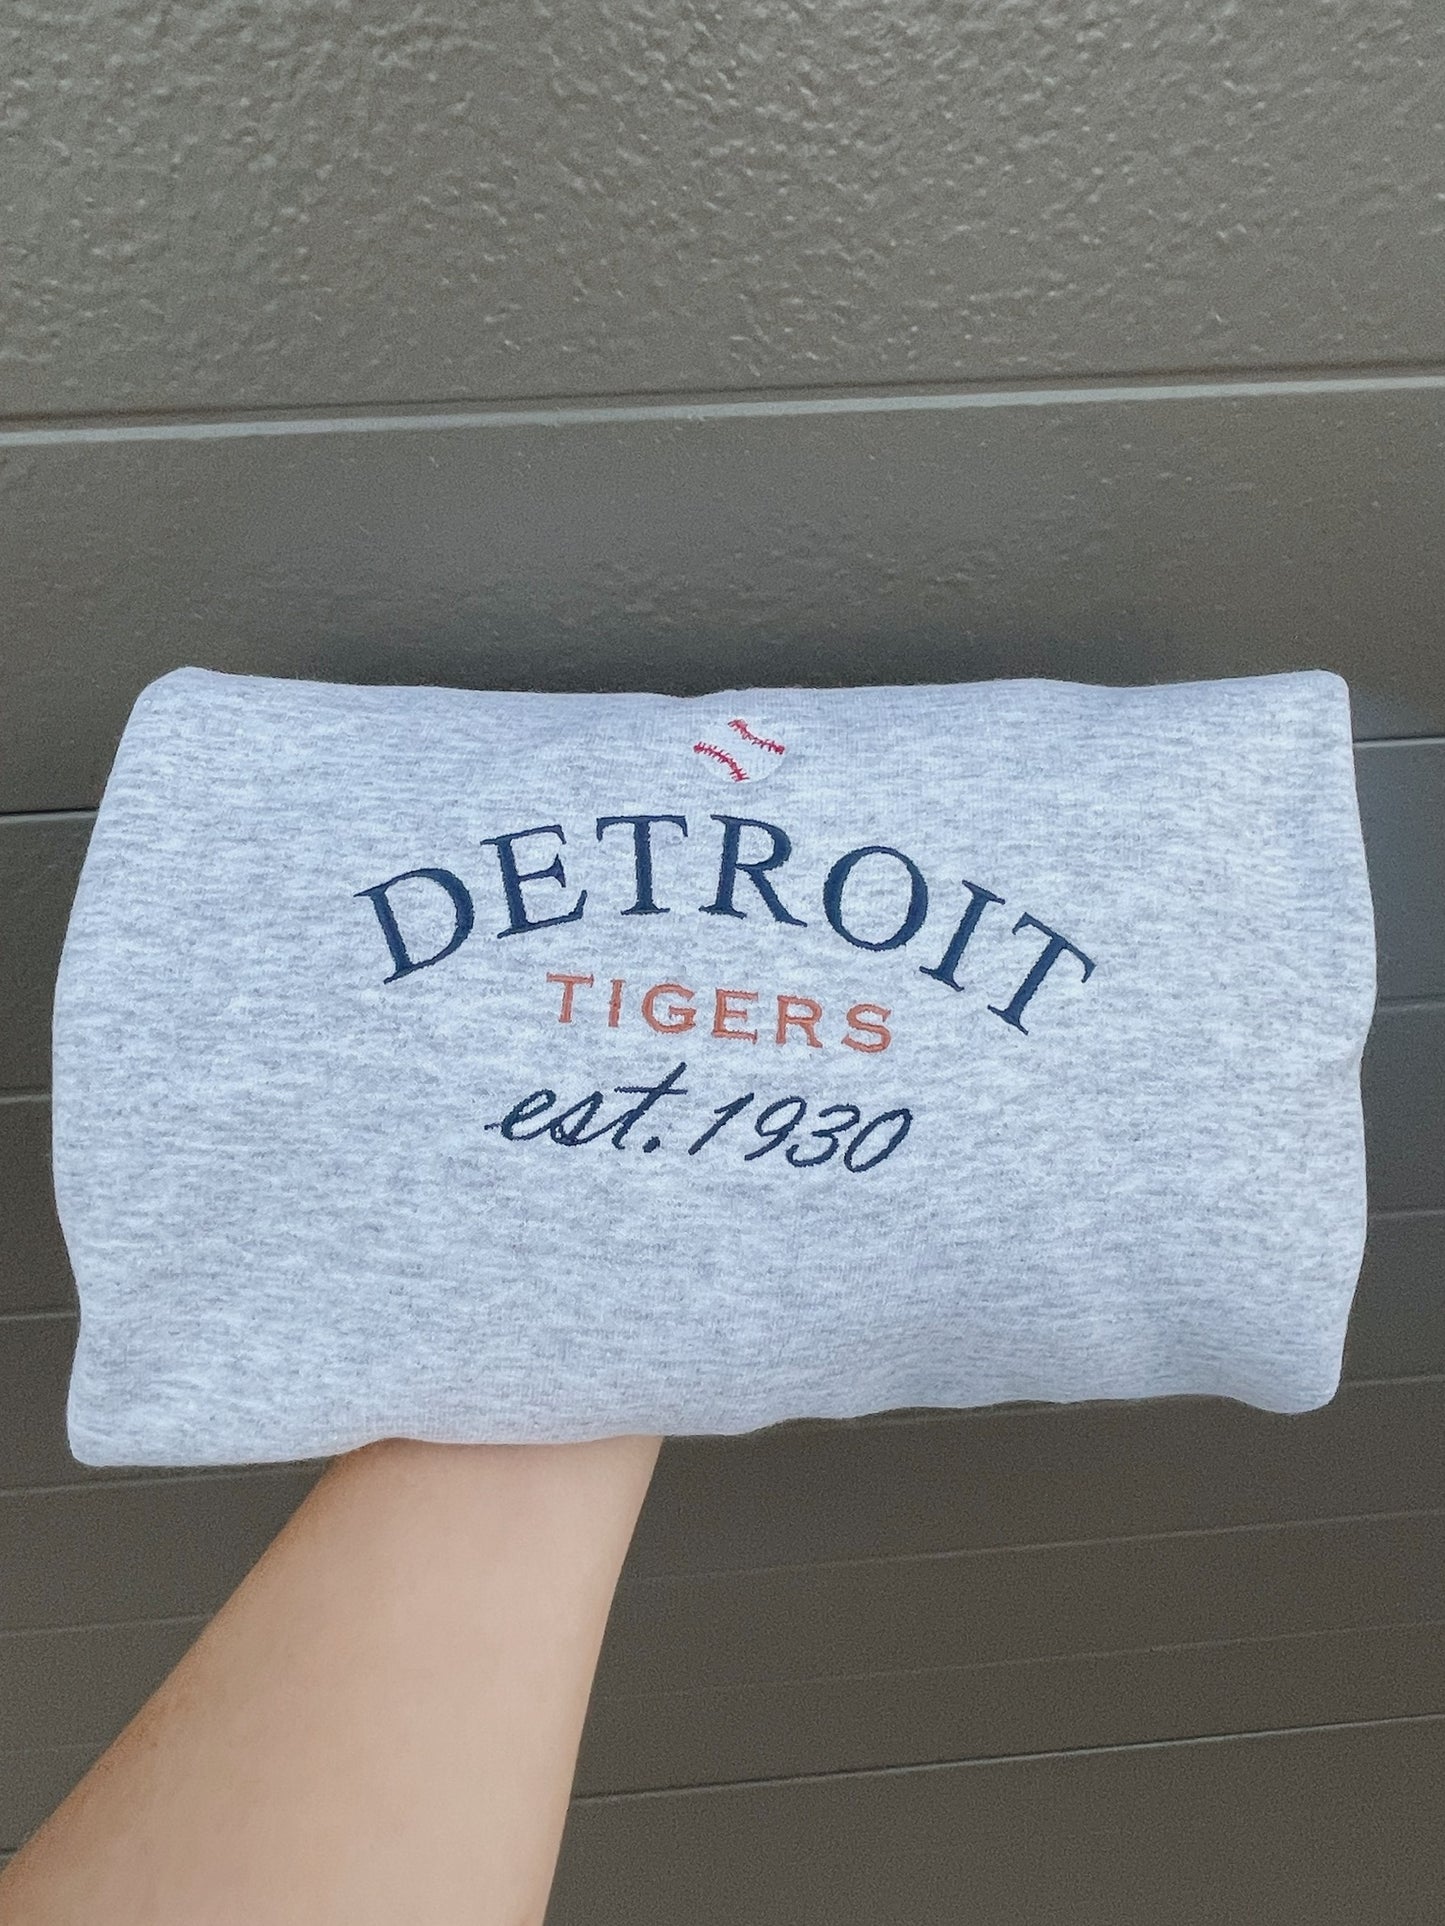 DETROIT
TIGERS
est. 1930